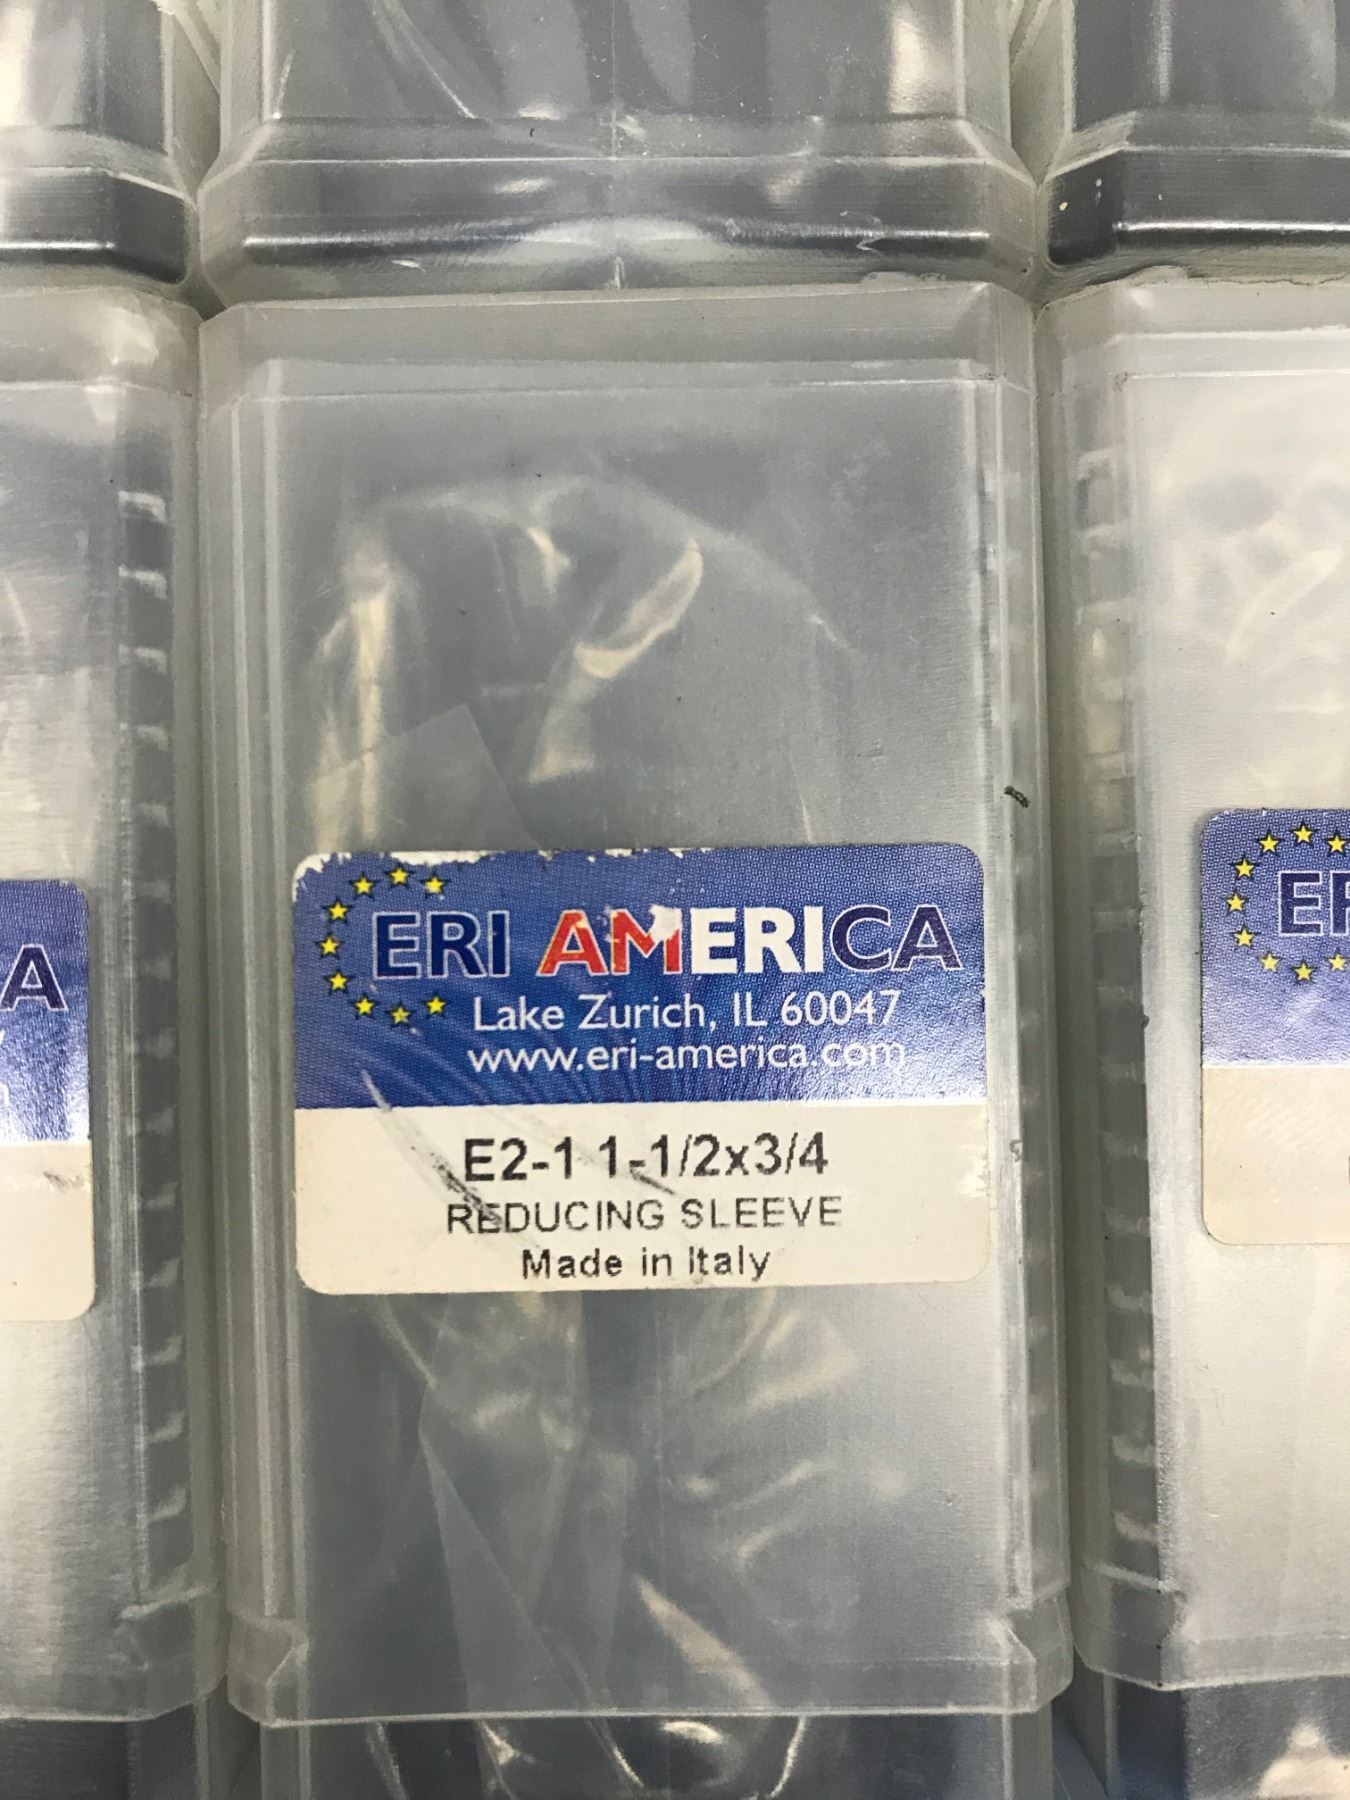 ERI AMERICA
Lake Zurich, IL 60047
www.eri-america.com
E2-1 1-1/2x3/4
REDUCING SLEEVE
Made in Italy